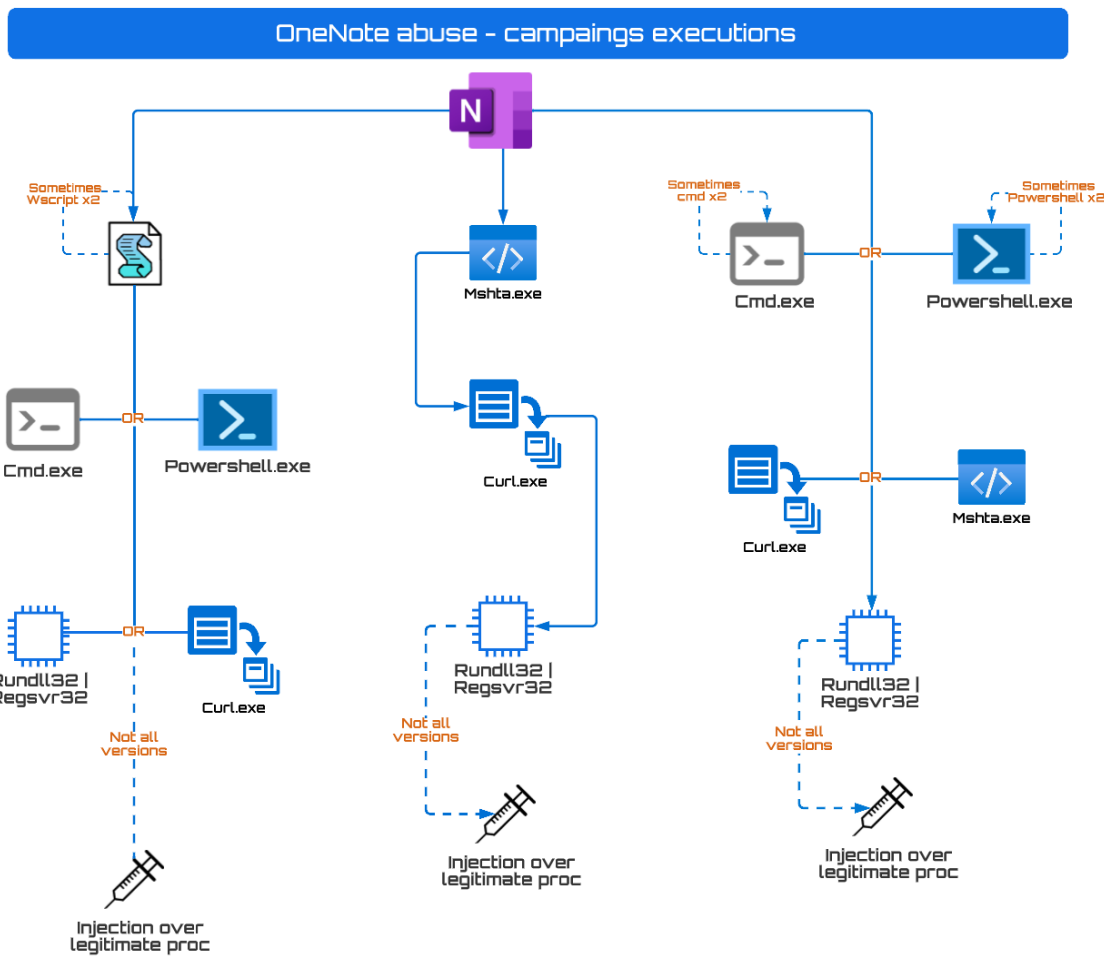 OneNote abuse - campaings executions
N
Sometimes
Wscript x2
Sometimes
cmd x2
Sometimes
Powershell x2
Mshta.exe
OR
Cmd.exe
Powershell.exe
OR
Cmd.exe
Powershell.exe
Curl.exe
OR
Curl.exe
Mshta.exe
OR
Rundll32 |
Regsvr32
Curl.exe
Rundll32 |
Regsvr32
Rundll32 |
Regsvr32
Not all
versions
Not all
versions
Not all
versions
Injection over
legitimate proc
Injection over
legitimate proc
Injection over
legitimate proc